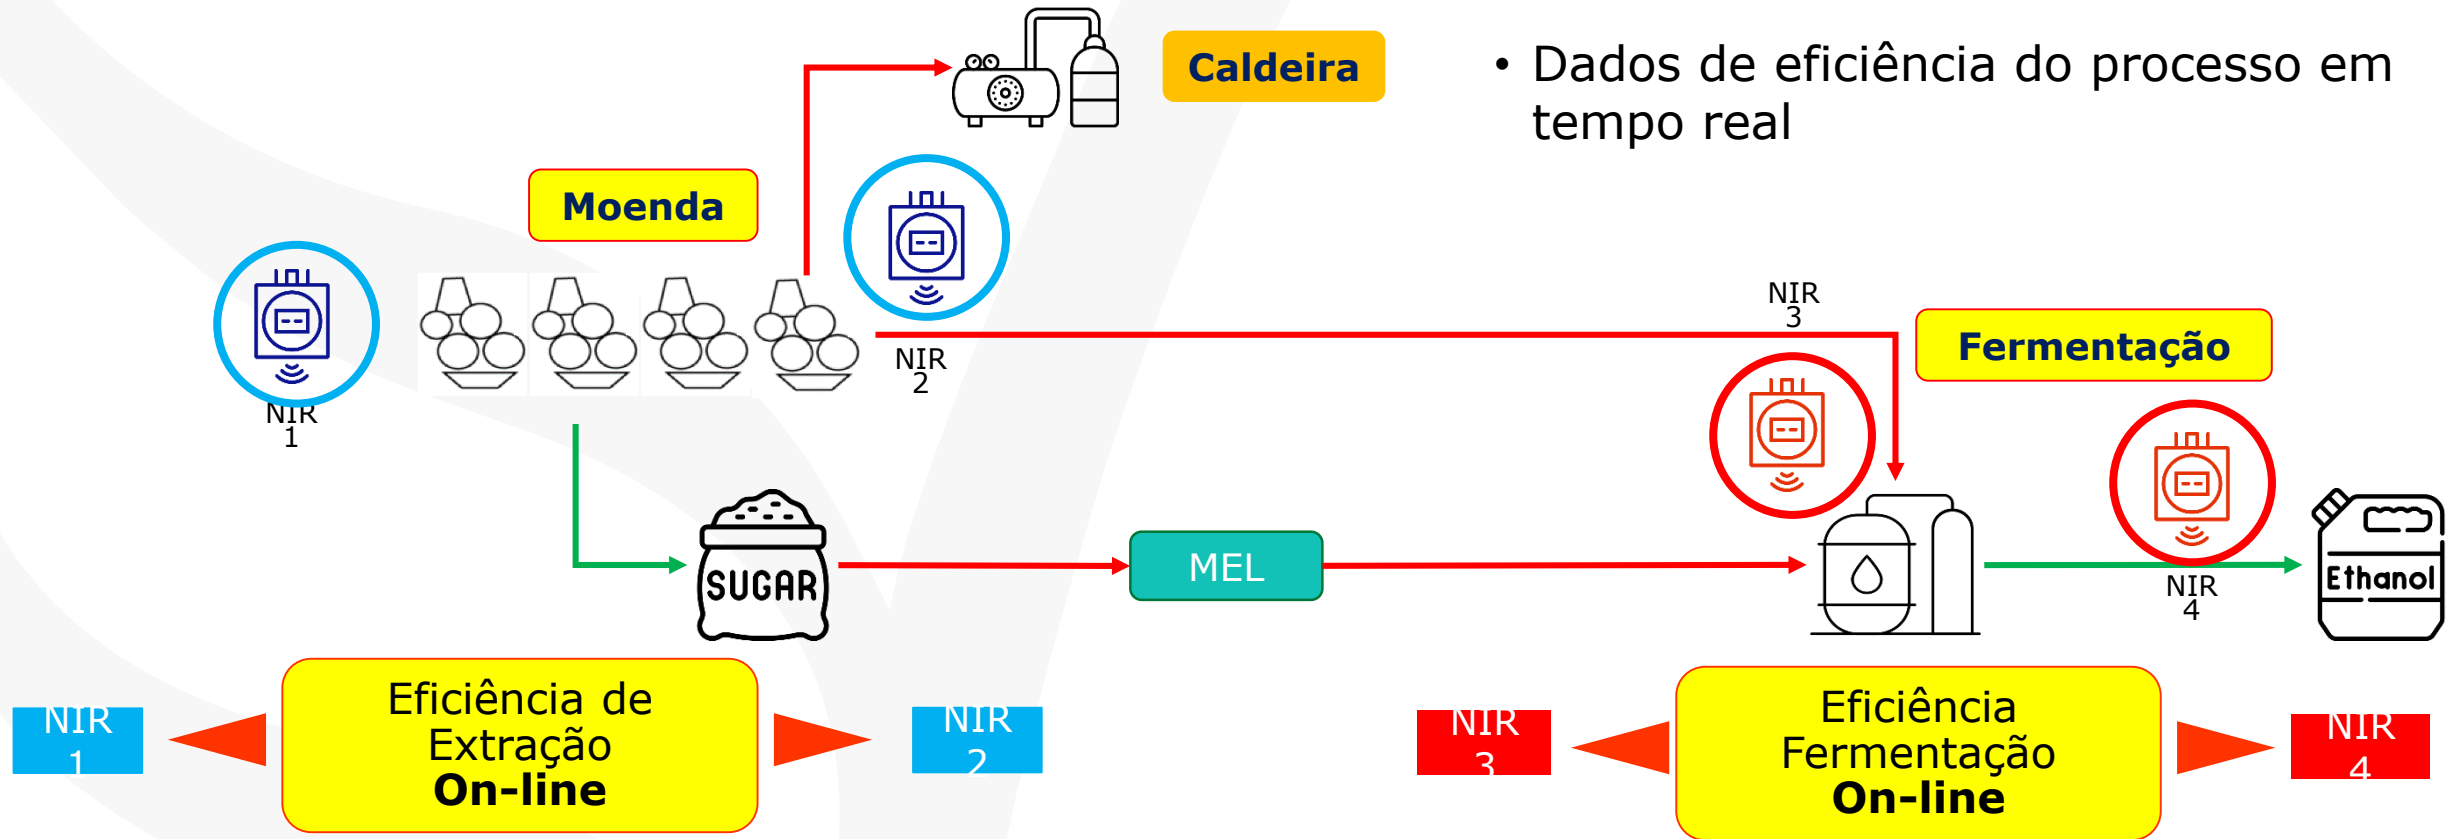 Caldeira
• Dados de eficiência do processo em
tempo real
Moenda
NIR
1
NIR
2
NIR
3
Fermentação
SUGAR
MEL
NIR
4
Ethanol
NIR
1
Eficiência de
Extração
On-line
NIR
2
NIR
3
Eficiência
Fermentação
On-line
NIR
4